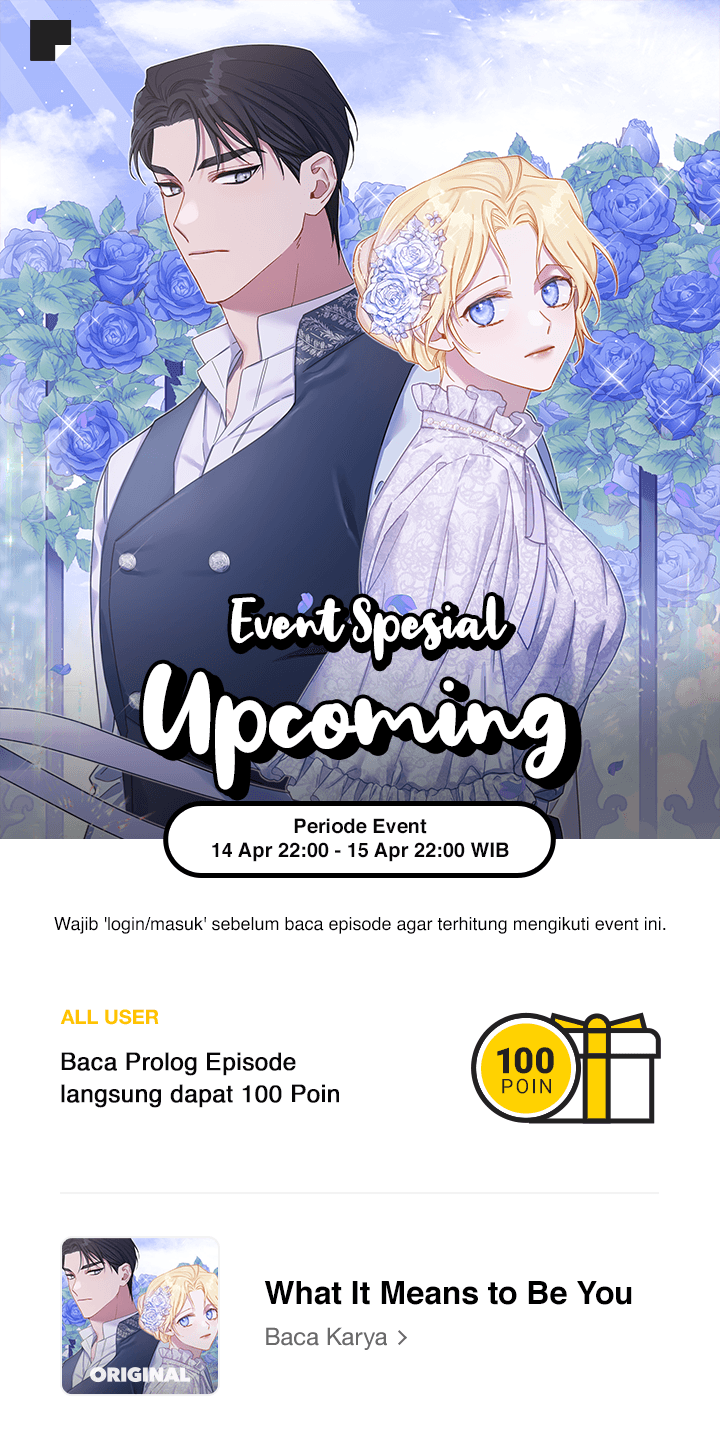 Event Spesial
Upcoming
Periode Event
14 Apr 22:00 - 15 Apr 22:00 WIB
Wajib 'login/masuk' sebelum baca episode agar terhitung mengikuti event ini.
ALL USER
Baca Prolog Episode
langsung dapat 100 Poin
100
POIN
What It Means to Be You
Baca Karya >
ORIGINAL